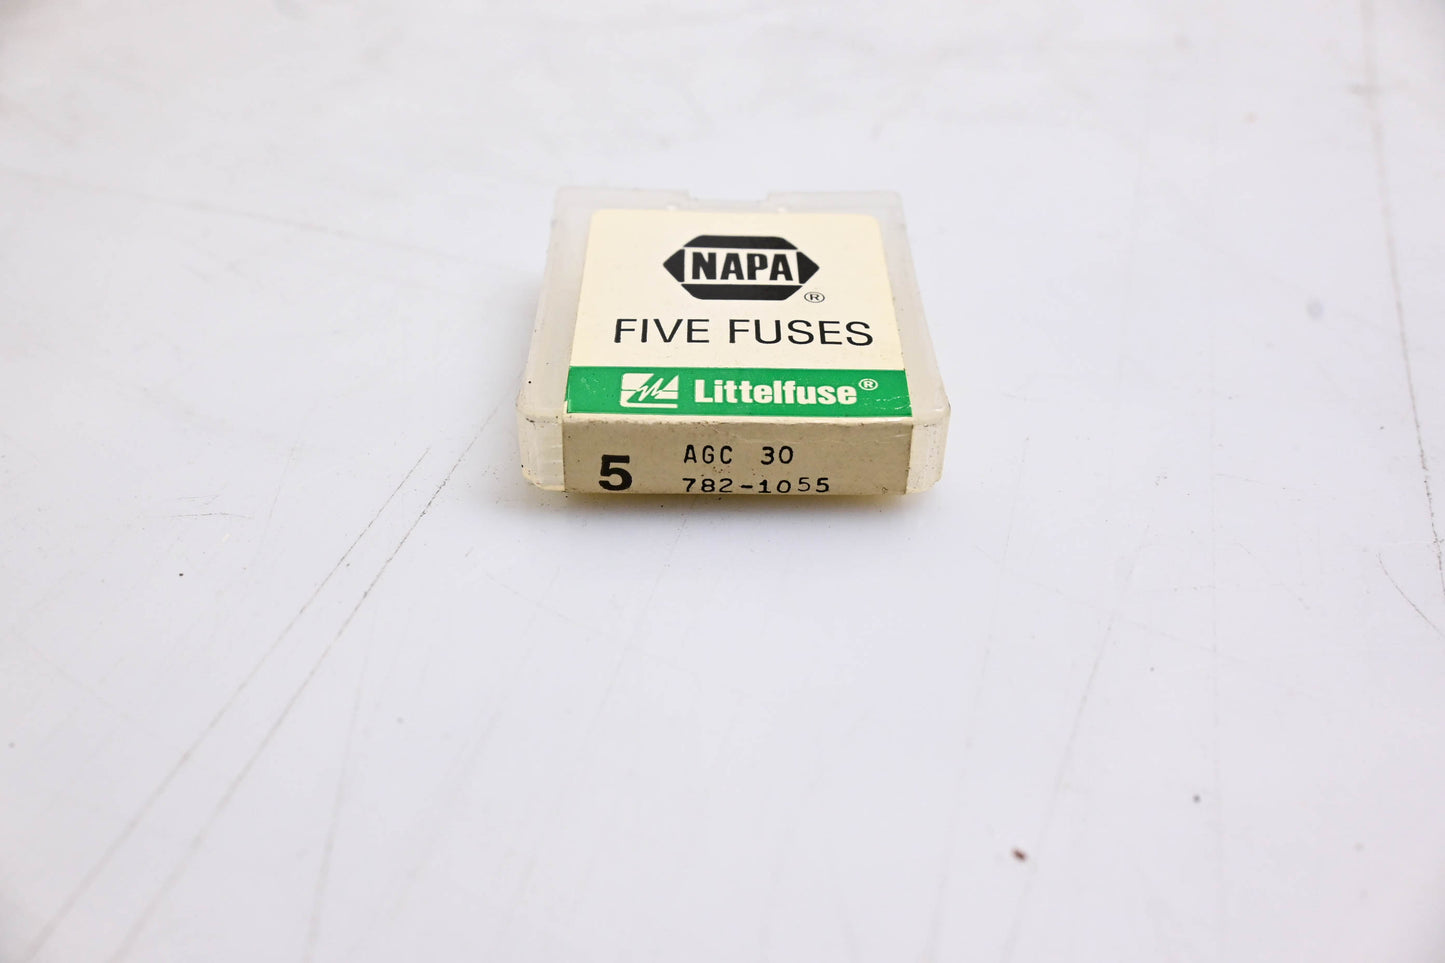 NAPA ®
FIVE FUSES
Littelfuse®
5 AGC 30
782-1055